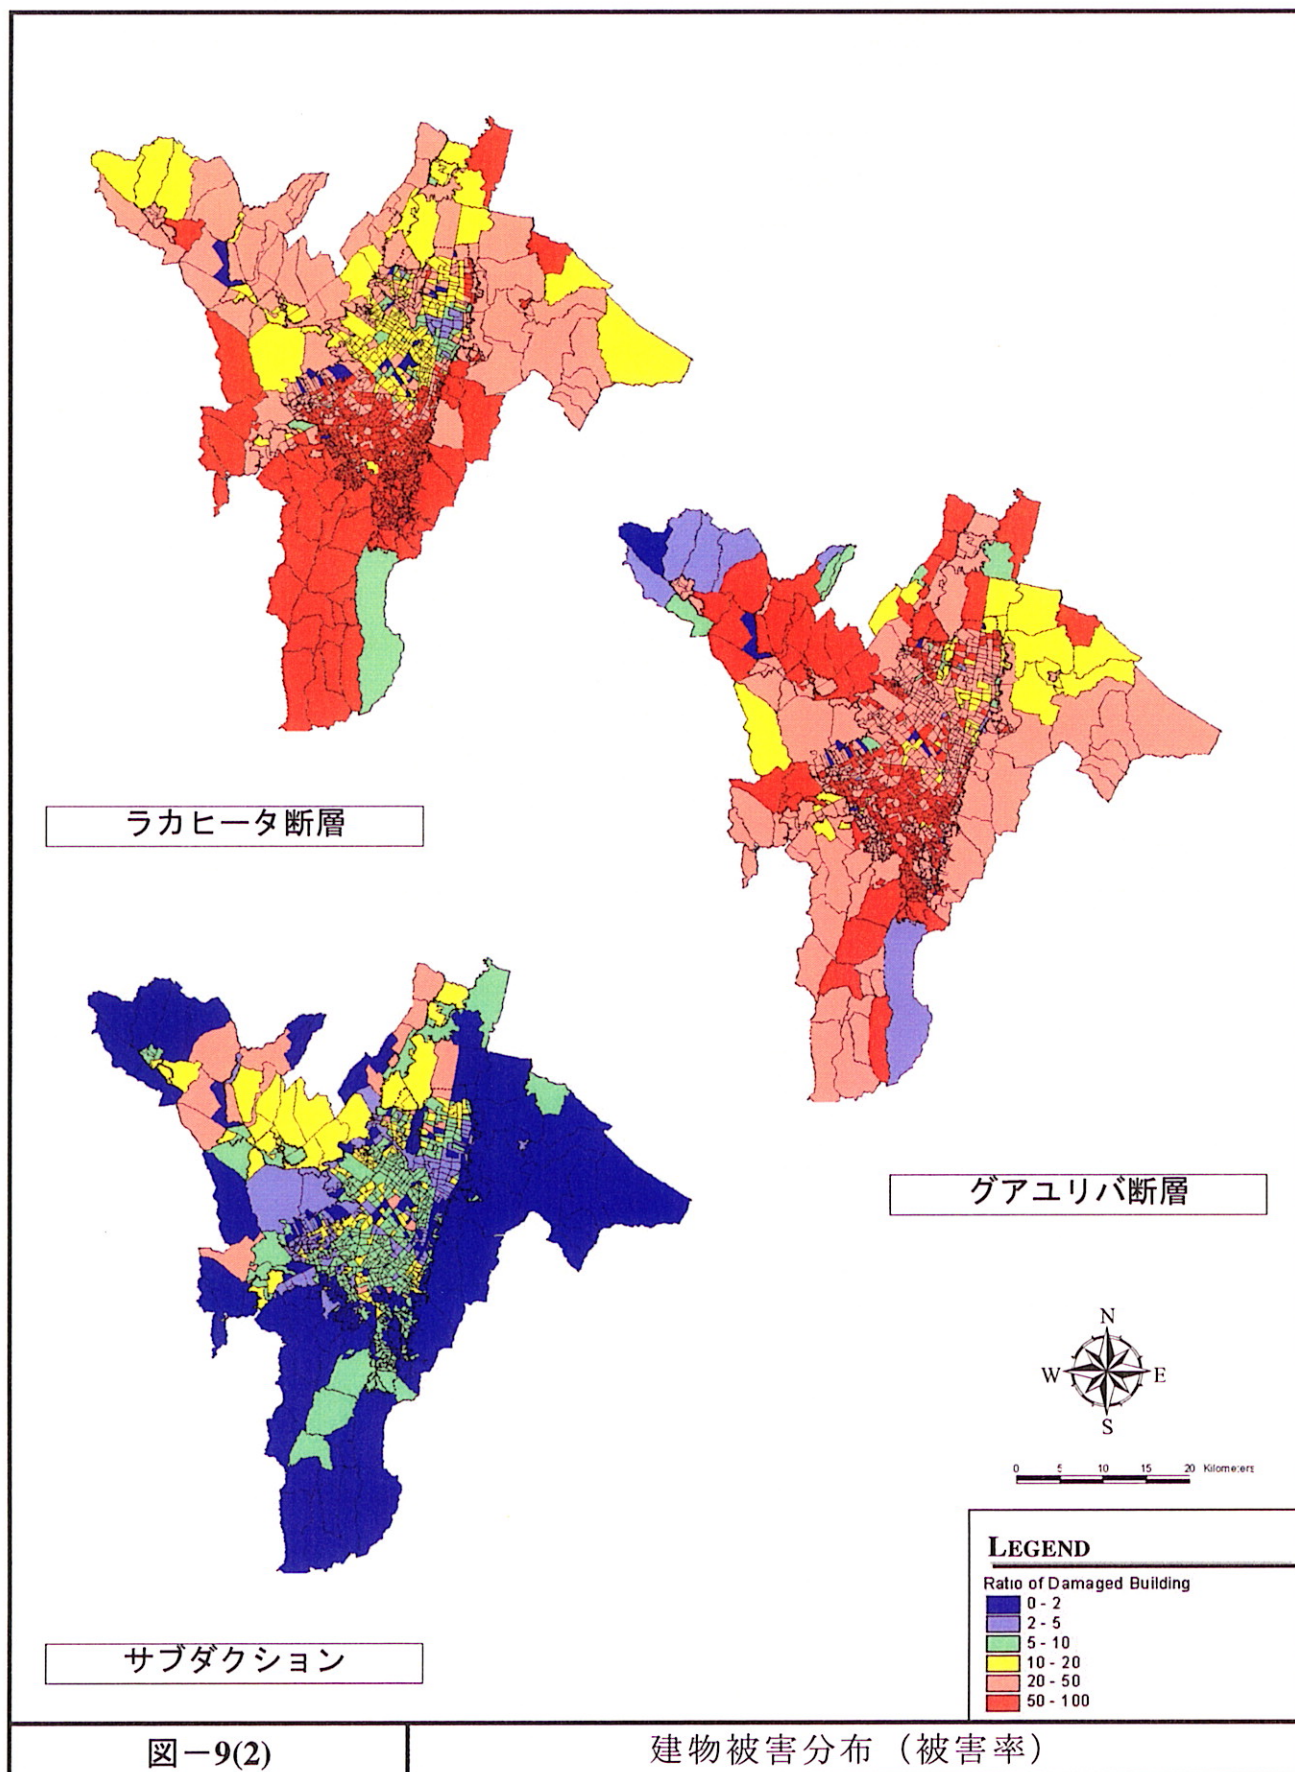 ラカヒータ断層
グアユリバ断層
サブダクション
N
W E
S
0 5 10 15 20 Kilometers
LEGEND
Ratio of Damaged Building
0 - 2
2 - 5
5 - 10
10 - 20
20 - 50
50 - 100
図－9(2)
建物被害分布（被害率）